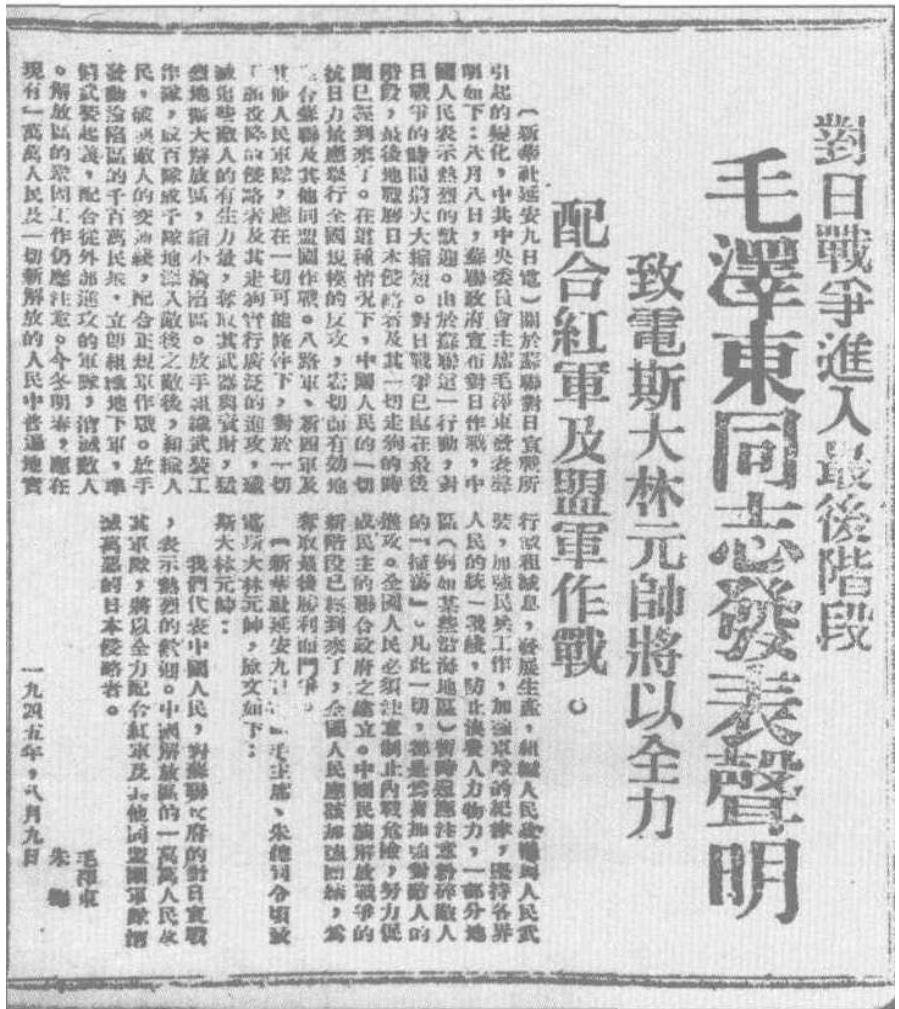 對日戰爭進入最後階段
毛澤東同志發表聲明
致電斯大林元帥將以全力
配合紅軍及盟軍作戰。
(新華社延安九日電)關於蘇聯對日宣戰所
引起的變化,中共中央委員會主席毛澤東發表聲
明如下:八月八日,蘇聯政府宣布對日作戰,中
國人民表示熱烈的歡迎。由於蘇聯這一行動,對
日戰爭的時間將大大縮短。對日戰爭已臨在最後
階段,最後地戰勝日本侵略者及其一切走狗的時
間已經到來了。在這種情況下,中國人民的一切
抗日力量應舉行全國規模的反攻,密切而有効地
合蘇聯及其他同盟國作戰。八路軍、新四軍及
其他人民軍隊,應在一切可能條件下,對於一切
不願投降的侵略者及其走狗實行廣泛的進攻,殲
滅這些敵人的有生力量,奪取其武器與資財,猛
烈地擴大解放區,縮小淪陷區。放手組織武裝工
作隊,成百隊成千隊地深入敵後之敵後,組織人
民,破壞敵人的交通綫,配合正規軍作戰。放手
發動淪陷區的千百萬民眾,立即組織地下軍,準
備武裝起義,配合從外部進攻的軍隊,消滅敵人
。解放區的鞏固工作仍應注意。今冬明春,應在
現有一萬萬人民及一切新解放的人民中普遍地實
行減租減息,發展生產,組織人民政權與人民武
裝,加強民兵工作,加強軍隊的紀律,堅持各界
人民的統一戰綫,防止浪費人力物力,一部分地
區(例如某些沿海地區)暫時還應注意粉碎敵人
的「掃蕩」。凡此一切,都是為着加強對敵人的
進攻。全國人民必須注意制止內戰危險,努力促
成民主的聯合政府之建立。中國民族解放戰爭的
新階段已經到來了,全國人民應該加強團結,為
奪取最後勝利而鬥爭。
(新華社延安九日電)毛主席、朱總司令頃致
電斯大林元帥,原文如下:
斯大林元帥:
我們代表中國人民,對蘇聯政府的對日宣戰
,表示熱烈的歡迎。中國解放區的一萬萬人民及
其軍隊,將以全力配合紅軍及其他同盟國軍隊消
滅萬惡的日本侵略者。
毛澤東
朱德
一九四五年,八月九日